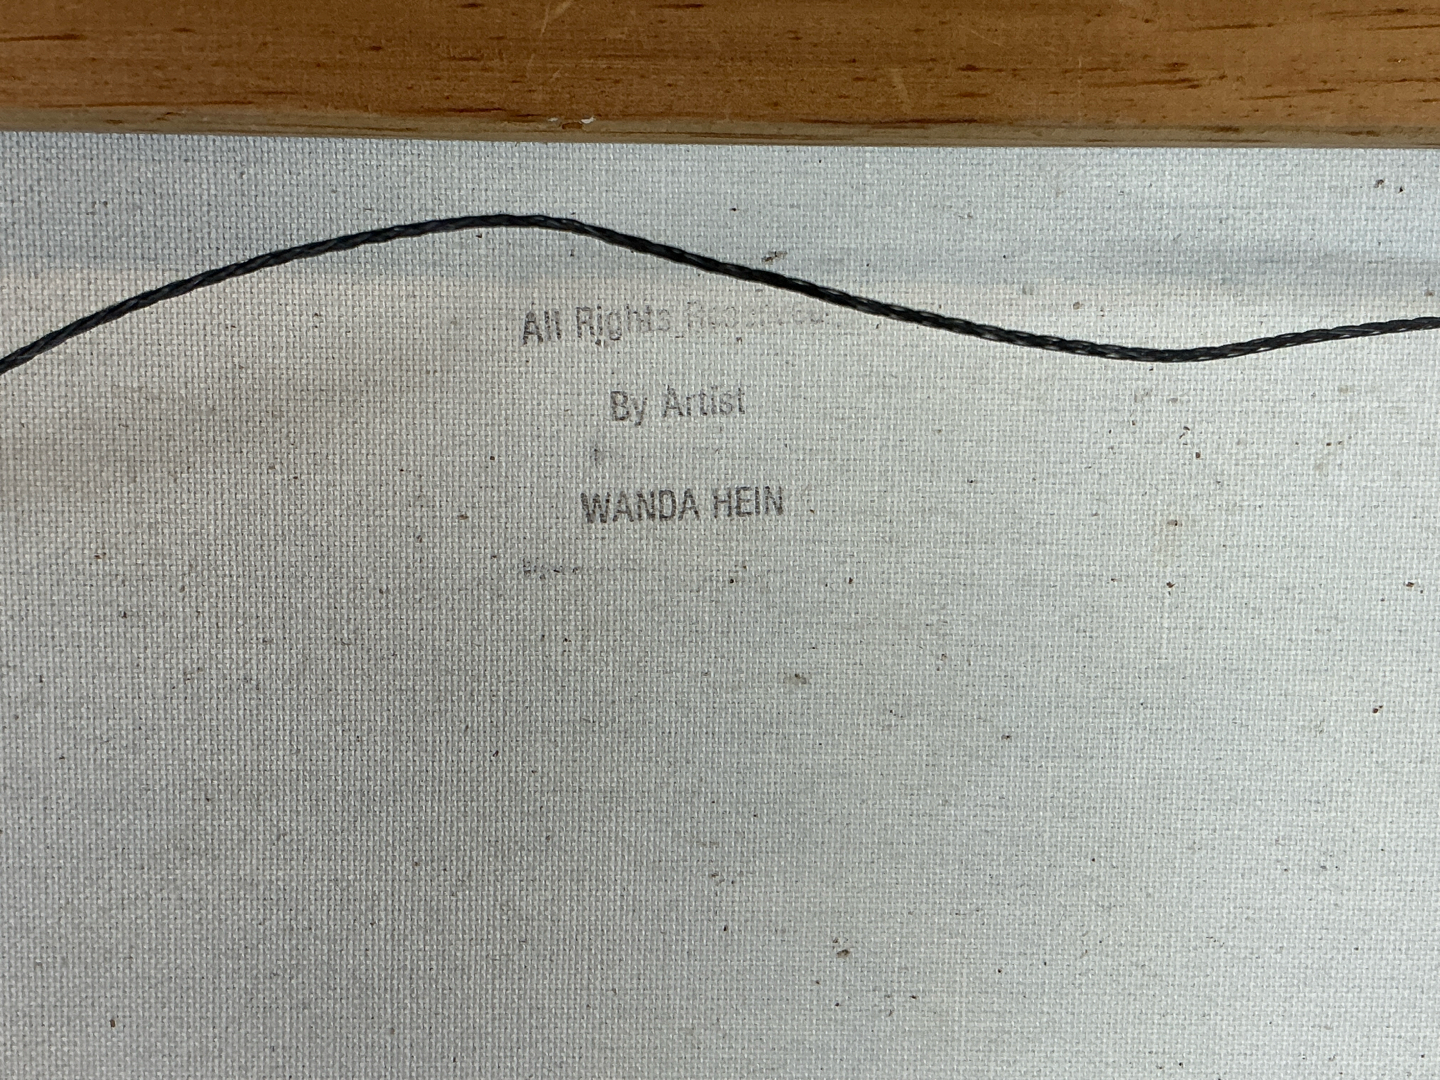 All Rights Reserved
By Artist
WANDA HEIN